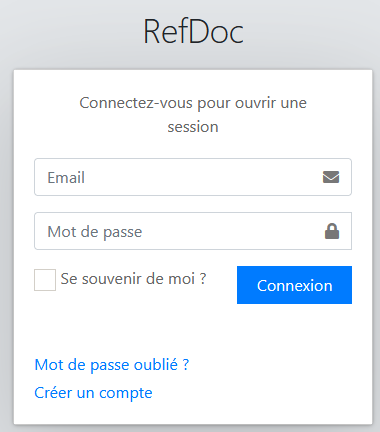 RefDoc
Connectez-vous pour ouvrir une
session
Email
Mot de passe
Se souvenir de moi ?
Connexion
Mot de passe oublié ?
Créer un compte